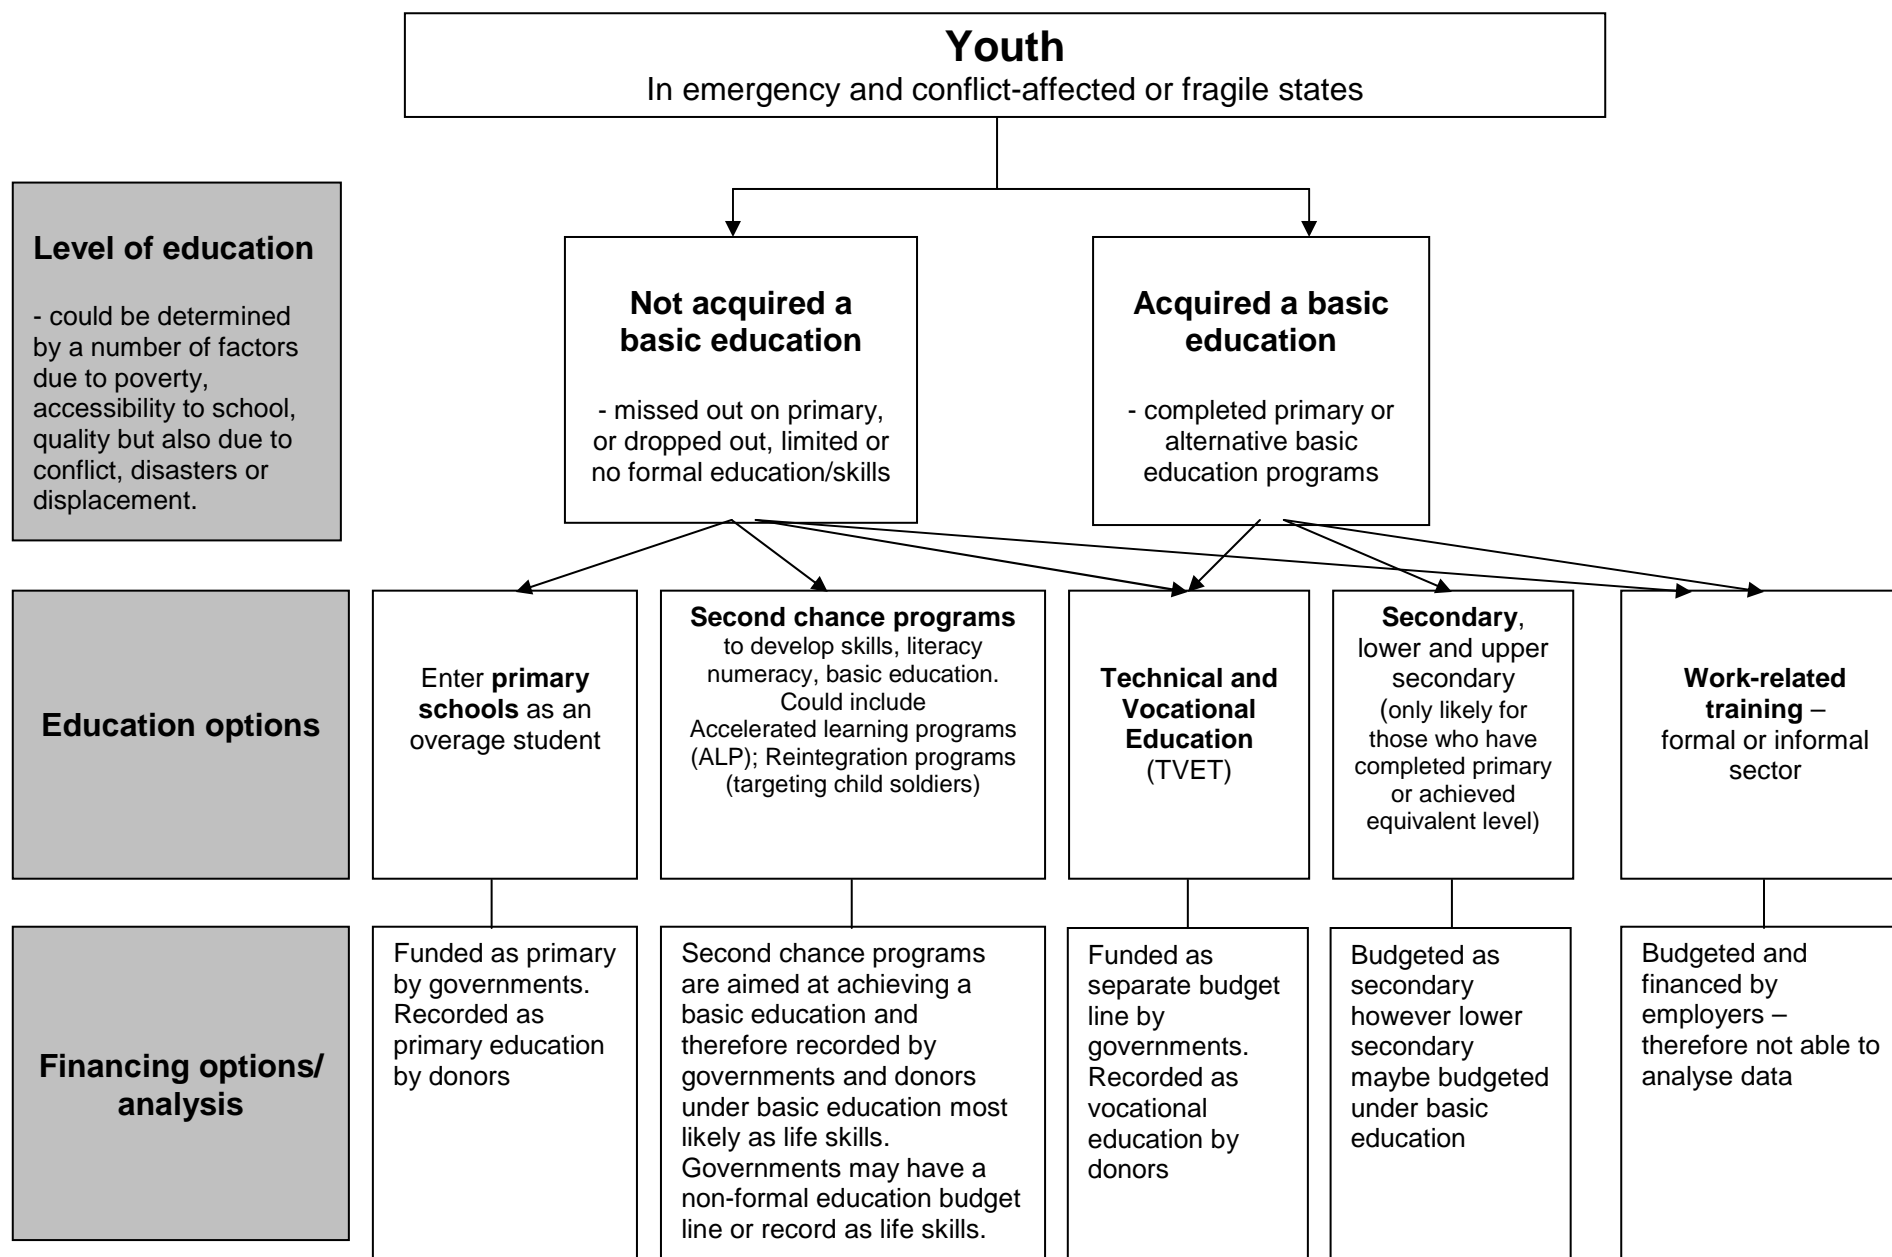 Youth
In emergency and conflict-affected or fragile states
Level of education
- could be determined
by a number of factors
due to poverty,
accessibility to school,
quality but also due to
conflict, disasters or
displacement.
Not acquired a
basic education
- missed out on primary,
or dropped out, limited or
no formal education/skills
Acquired a basic
education
- completed primary or
alternative basic
education programs
Education options
Enter primary
schools as an
overage student
Second chance programs
to develop skills, literacy
numeracy, basic education.
Could include
Accelerated learning programs
(ALP); Reintegration programs
(targeting child soldiers)
Technical and
Vocational
Education
(TVET)
Secondary,
lower and upper
secondary
(only likely for
those who have
completed primary
or achieved
equivalent level)
Work-related
training –
formal or informal
sector
Financing options/
analysis
Funded as primary
by governments.
Recorded as
primary education
by donors
Second chance programs
are aimed at achieving a
basic education and
therefore recorded by
governments and donors
under basic education most
likely as life skills.
Governments may have a
non-formal education budget
line or record as life skills.
Funded as
separate budget
line by
governments.
Recorded as
vocational
education by
donors
Budgeted as
secondary
however lower
secondary
maybe budgeted
under basic
education
Budgeted and
financed by
employers –
therefore not able to
analyse data